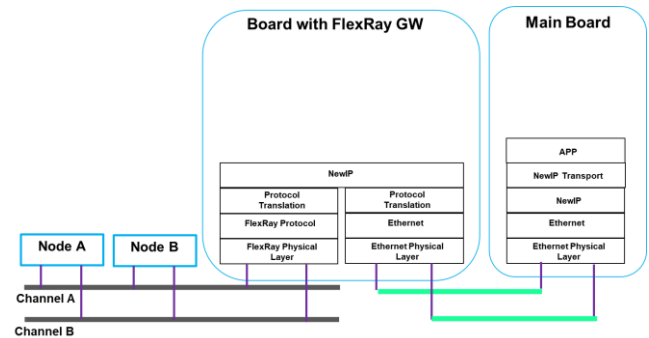 Board with FlexRay GW
Main Board
APP
NewIP Transport
NewIP
NewIP
Protocol
Translation
Protocol
Translation
FlexRay Protocol
Ethernet
Ethernet
FlexRay Physical
Layer
Ethernet Physical
Layer
Ethernet Physical
Layer
Node A
Node B
Channel A
Channel B